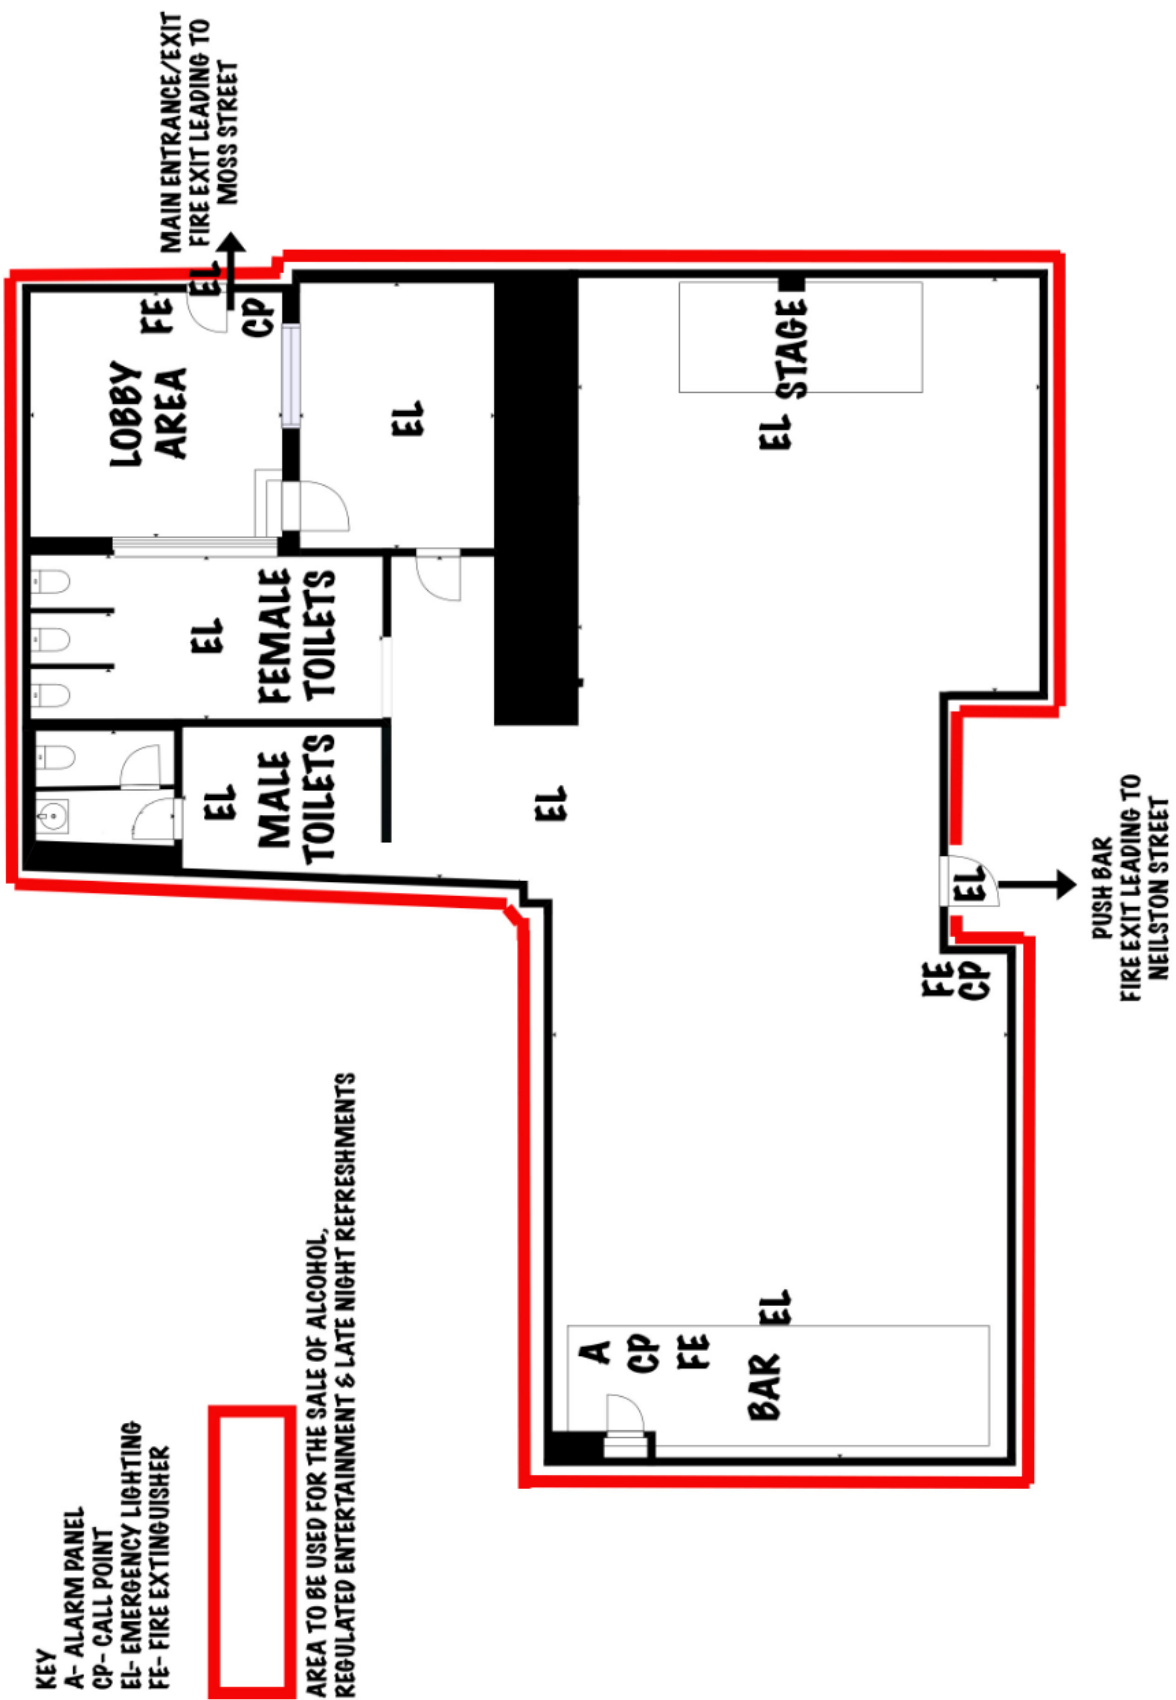 KEY
A- ALARM PANEL
CP- CALL POINT
EL- EMERGENCY LIGHTING
FE- FIRE EXTINGUISHER
AREA TO BE USED FOR THE SALE OF ALCOHOL,
REGULATED ENTERTAINMENT & LATE NIGHT REFRESHMENTS
MAIN ENTRANCE/EXIT
FIRE EXIT LEADING TO
MOSS STREET
EL
FE
CP
LOBBY
AREA
EL
EL
FEMALE
TOILETS
EL
MALE
TOILETS
EL
STAGE
EL
A
CP
FE
BAR
EL
FE
CP
EL
PUSH BAR
FIRE EXIT LEADING TO
NEILSTON STREET